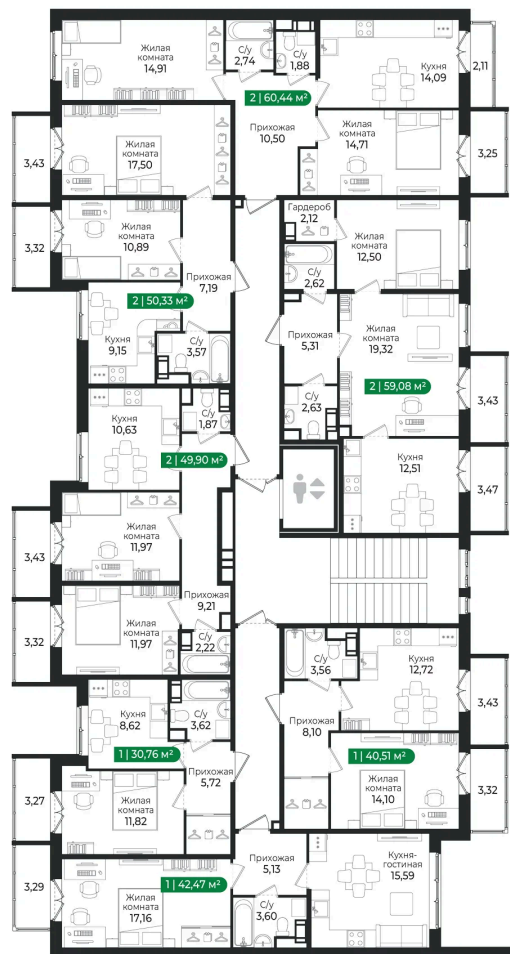 Жилая
комната
14,91
С/у
2,74
С/у
1,88
Кухня
14,09
2,11
2 | 60,44 м²
Прихожая
10,50
Жилая
комната
14,71
3,25
3,43
Жилая
комната
17,50
3,32
Жилая
комната
10,89
Прихожая
7,19
Гардероб
2,12
Жилая
комната
12,50
С/у
2,62
2 | 50,33 м²
Кухня
9,15
С/у
3,57
Прихожая
5,31
Жилая
комната
19,32
2 | 59,08 м²
3,43
С/у
2,63
Кухня
10,63
С/у
1,87
2 | 49,90 м²
Кухня
12,51
3,47
3,43
Жилая
комната
11,97
Прихожая
9,21
3,32
Жилая
комната
11,97
С/у
2,22
С/у
3,56
Кухня
12,72
3,43
Кухня
8,62
С/у
3,62
Прихожая
8,10
1 | 30,76 м²
1 | 40,51 м²
Прихожая
5,72
Жилая
комната
14,10
3,32
3,27
Жилая
комната
11,82
3,29
1 | 42,47 м²
Жилая
комната
17,16
Прихожая
5,13
С/у
3,60
Кухня-
гостиная
15,59